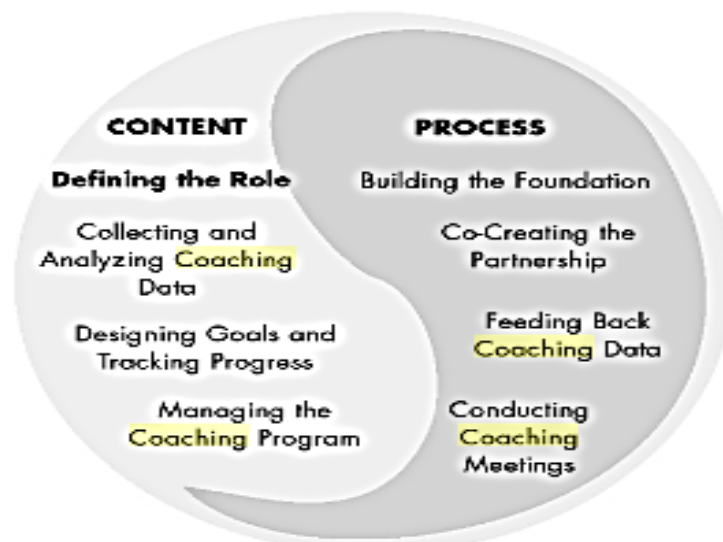 CONTENT
Defining the Role
Collecting and
Analyzing Coaching
Data
Designing Goals and
Tracking Progress
Managing the
Coaching Program
PROCESS
Building the Foundation
Co-Creating the
Partnership
Feeding Back
Coaching Data
Conducting
Coaching
Meetings